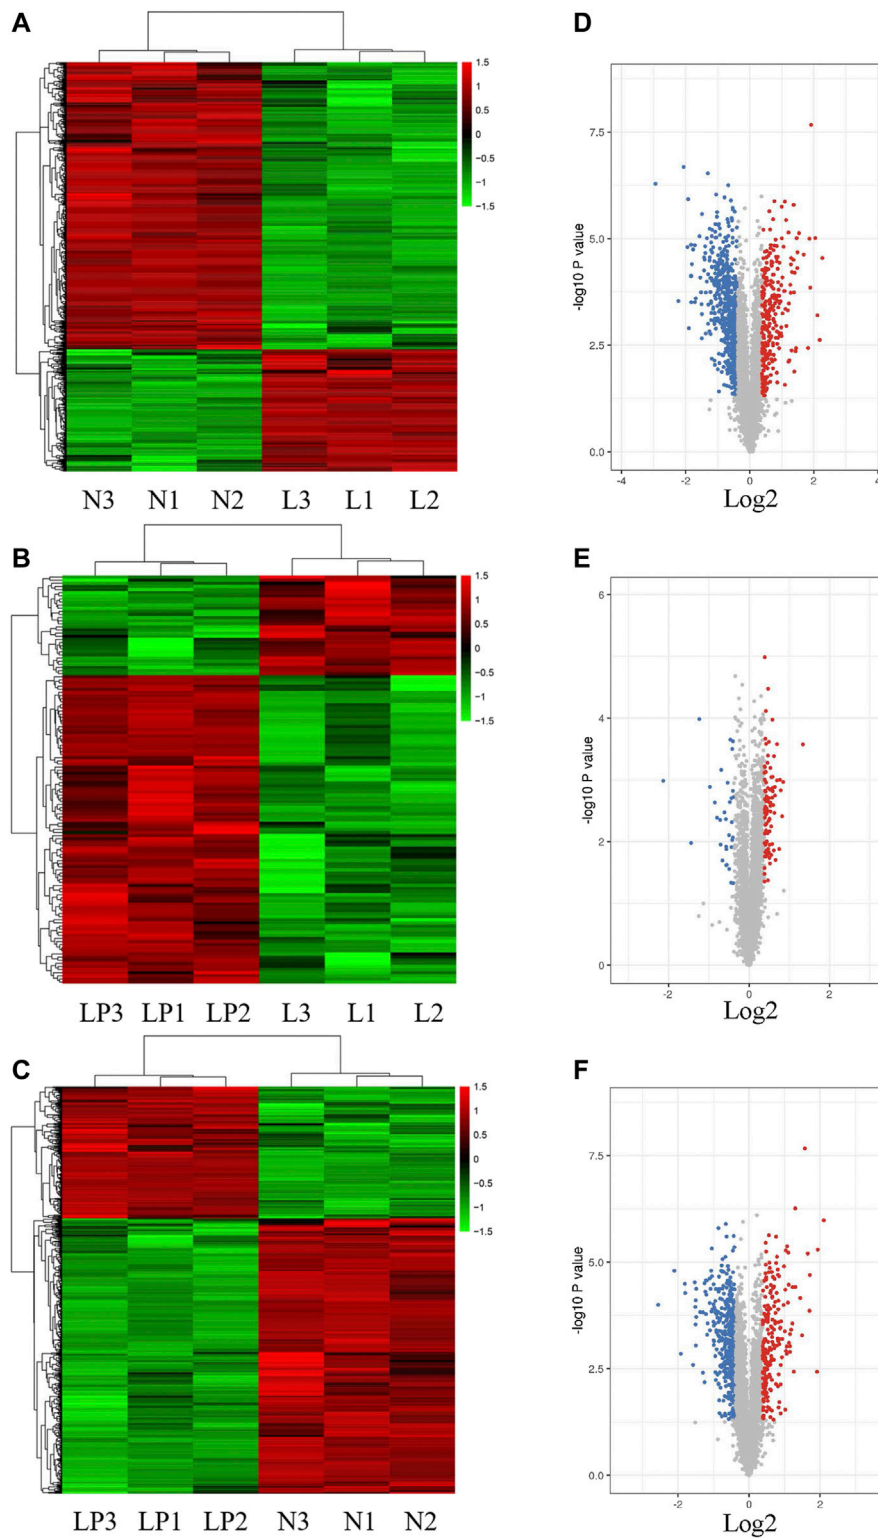 A
1.5
1
0.5
0
−0.5
−1
−1.5
N3 N1 N2 L3 L1 L2
D
7.5
5.0
2.5
0.0
-log10 P value
-4 -2 0 2 4
Log2
B
1.5
1
0.5
0
−0.5
−1
−1.5
LP3 LP1 LP2 L3 L1 L2
E
6
4
2
0
-log10 P value
-2 0 2
Log2
C
1.5
1
0.5
0
−0.5
−1
−1.5
LP3 LP1 LP2 N3 N1 N2
F
7.5
5.0
2.5
0.0
-log10 P value
-2 0 2
Log2